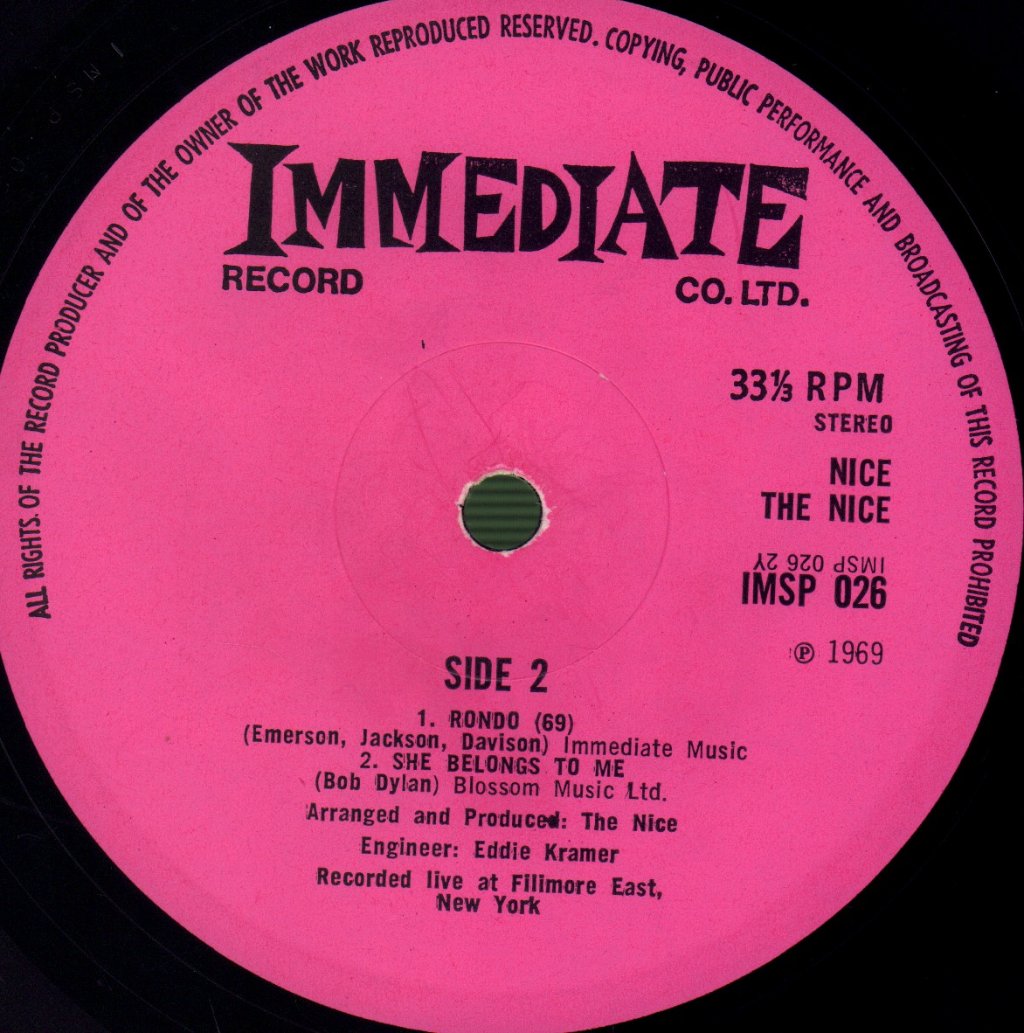 ALL RIGHTS OF THE RECORD PRODUCER AND OF THE OWNER OF THE WORK REPRODUCED RESERVED. COPYING, PUBLIC PERFORMANCE AND BROADCASTING OF THIS RECORD PROHIBITED
IMMEDIATE
RECORD CO. LTD.
33⅓ RPM
STEREO
NICE
THE NICE
IMSP 026 2Y
IMSP 026
℗ 1969
SIDE 2
1. RONDO (69)
(Emerson, Jackson, Davison) Immediate Music
2. SHE BELONGS TO ME
(Bob Dylan) Blossom Music Ltd.
Arranged and Produced: The Nice
Engineer: Eddie Kramer
Recorded live at Filimore East,
New York